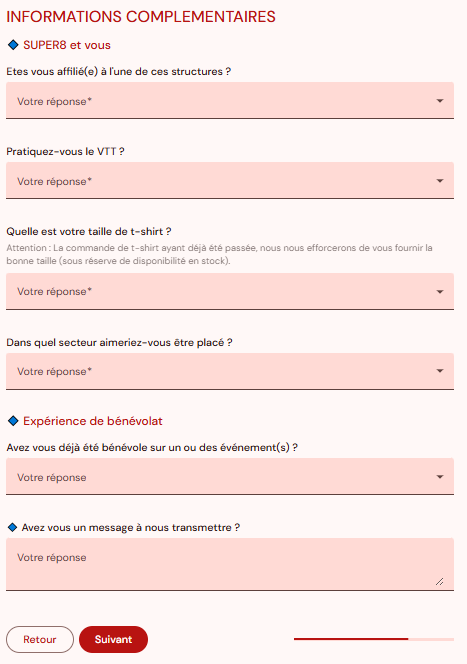 INFORMATIONS COMPLEMENTAIRES
SUPER8 et vous
Etes vous affilié(e) à l'une de ces structures ?
Votre réponse*
Pratiquez-vous le VTT ?
Votre réponse*
Quelle est votre taille de t-shirt ?
Attention : La commande de t-shirt ayant déjà été passée, nous nous efforcerons de vous fournir la
bonne taille (sous réserve de disponibilité en stock).
Votre réponse*
Dans quel secteur aimeriez-vous être placé ?
Votre réponse*
Expérience de bénévolat
Avez vous déjà été bénévole sur un ou des événement(s) ?
Votre réponse
Avez vous un message à nous transmettre ?
Votre réponse
Retour
Suivant